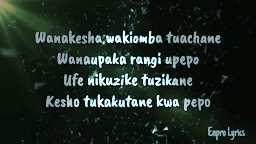 Wanakesha wakiomba tuachane
Wanaupaka rangi upepo
Ufe nikuzike tuzikane
Kesho tukakutane kwa pepo
Enpro Lyrics